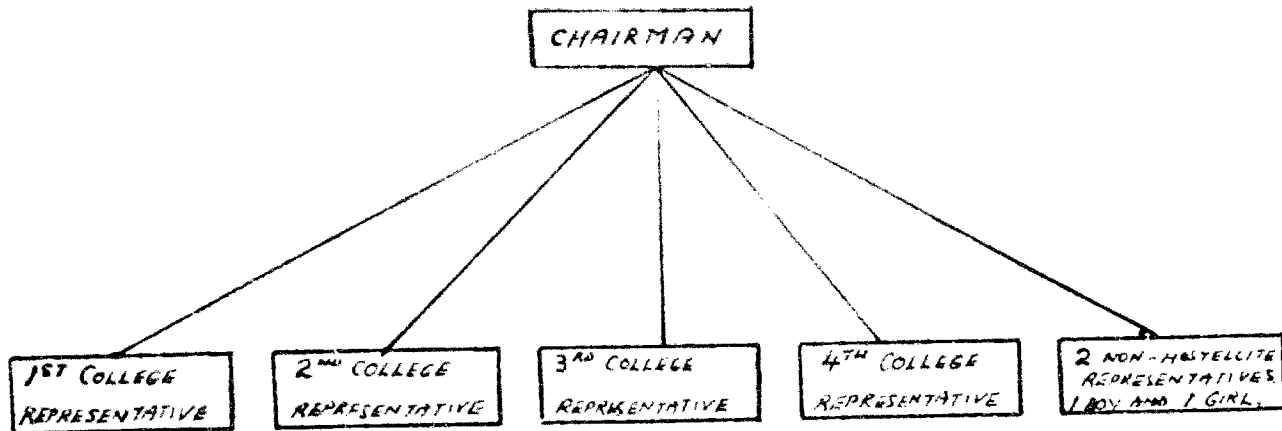 CHAIRMAN
1ST COLLEGE
REPRESENTATIVE
2ND COLLEGE
REPRESENTATIVE
3RD COLLEGE
REPRESENTATIVE
4TH COLLEGE
REPRESENTATIVE
2 NON-HOSTELLITE
REPRESENTATIVES.
1 BOY AND 1 GIRL.